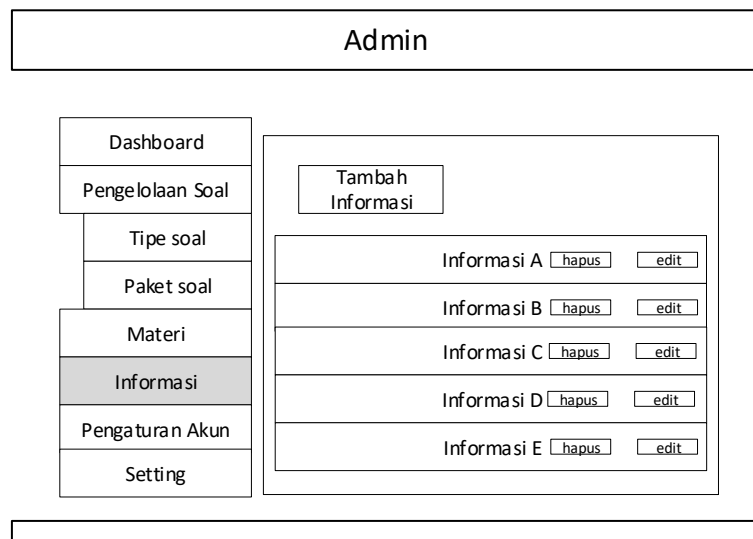 Admin
Dashboard
Pengelolaan Soal
Tipe soal
Paket soal
Materi
Informasi
Pengaturan Akun
Setting
Tambah
Informasi
Informasi A hapus edit
Informasi B hapus edit
Informasi C hapus edit
Informasi D hapus edit
Informasi E hapus edit